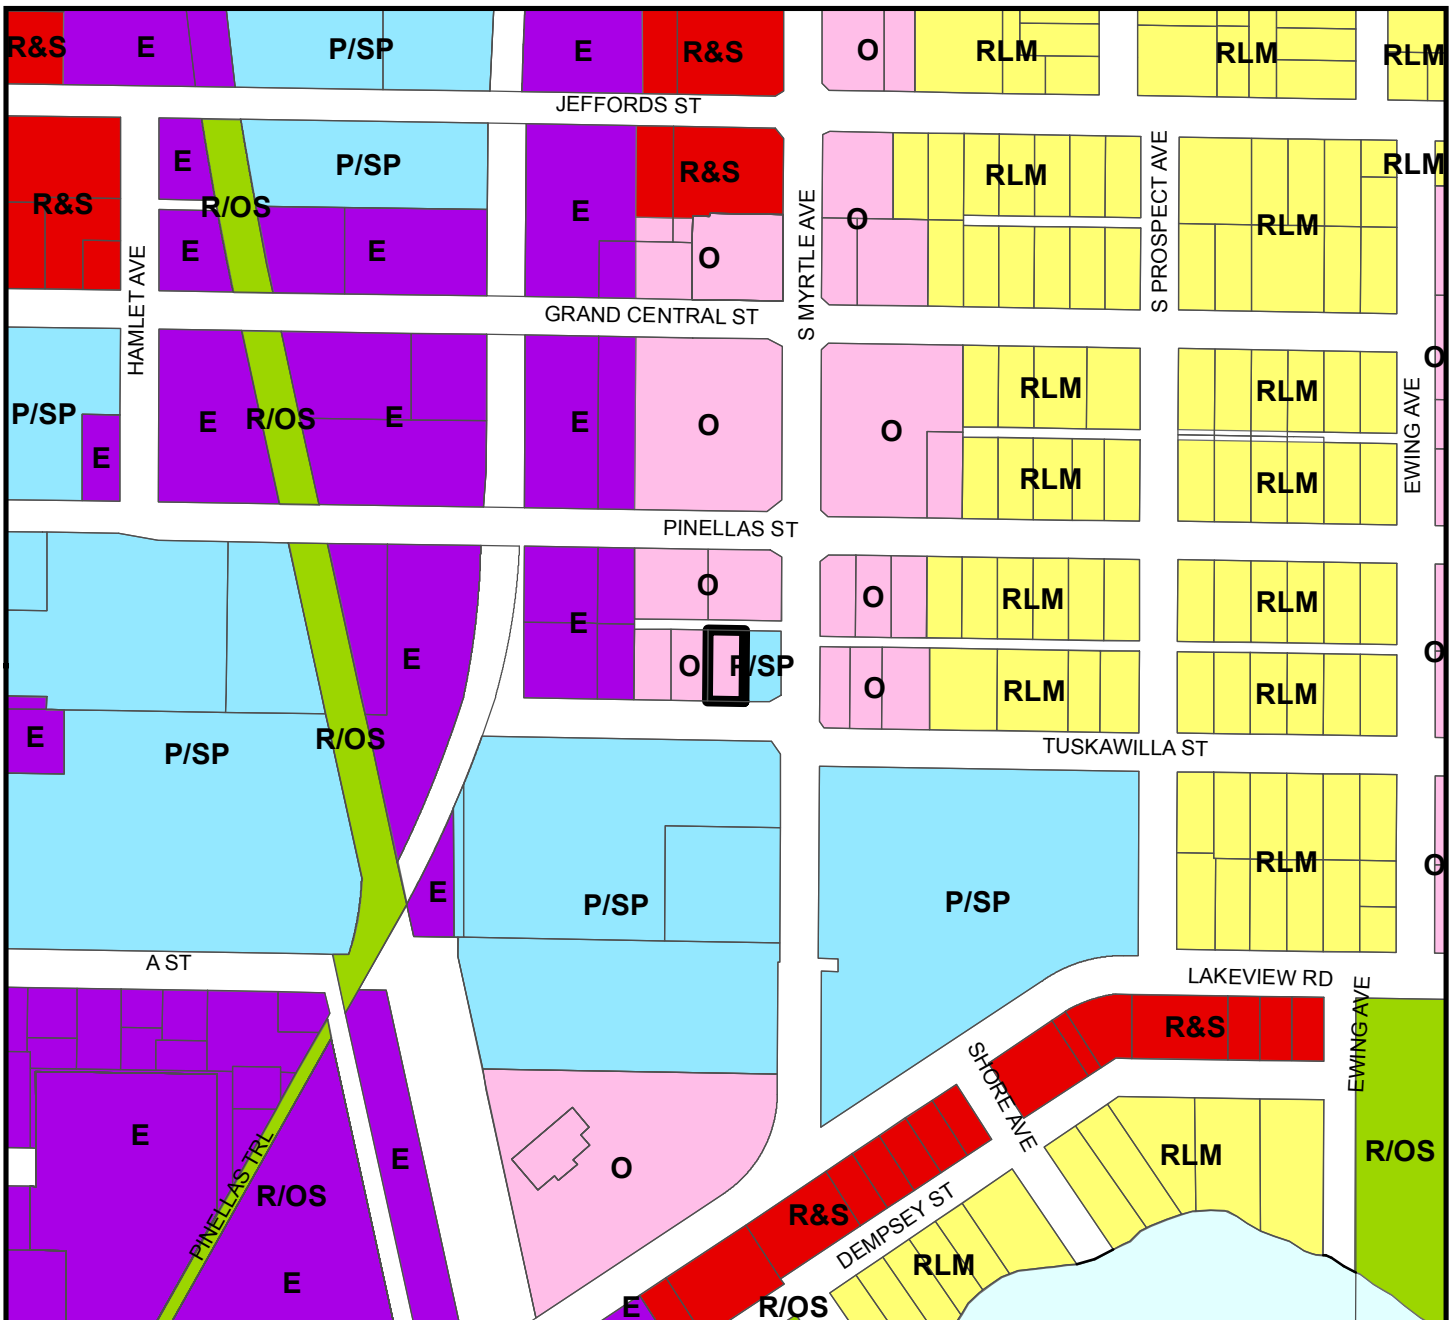 R&S
E
P/SP
E
R&S
O
RLM
RLM
RLM
JEFFORDS ST
E
P/SP
R&S
RLM
RLM
R&S
R/OS
E
O
RLM
E
E
O
HAMLET AVE
S MYRTLE AVE
S PROSPECT AVE
GRAND CENTRAL ST
P/SP
E
R/OS
E
E
O
O
RLM
RLM
O
E
RLM
RLM
EWING AVE
PINELLAS ST
O
O
RLM
RLM
E
E
O
P/SP
O
RLM
RLM
O
E
P/SP
R/OS
TUSKAWILLA ST
E
P/SP
P/SP
RLM
O
A ST
LAKEVIEW RD
R&S
EWING AVE
SHORE AVE
E
PINELLAS TRL
R/OS
E
O
RLM
R/OS
R&S
DEMPSEY ST
RLM
E
E
R/OS